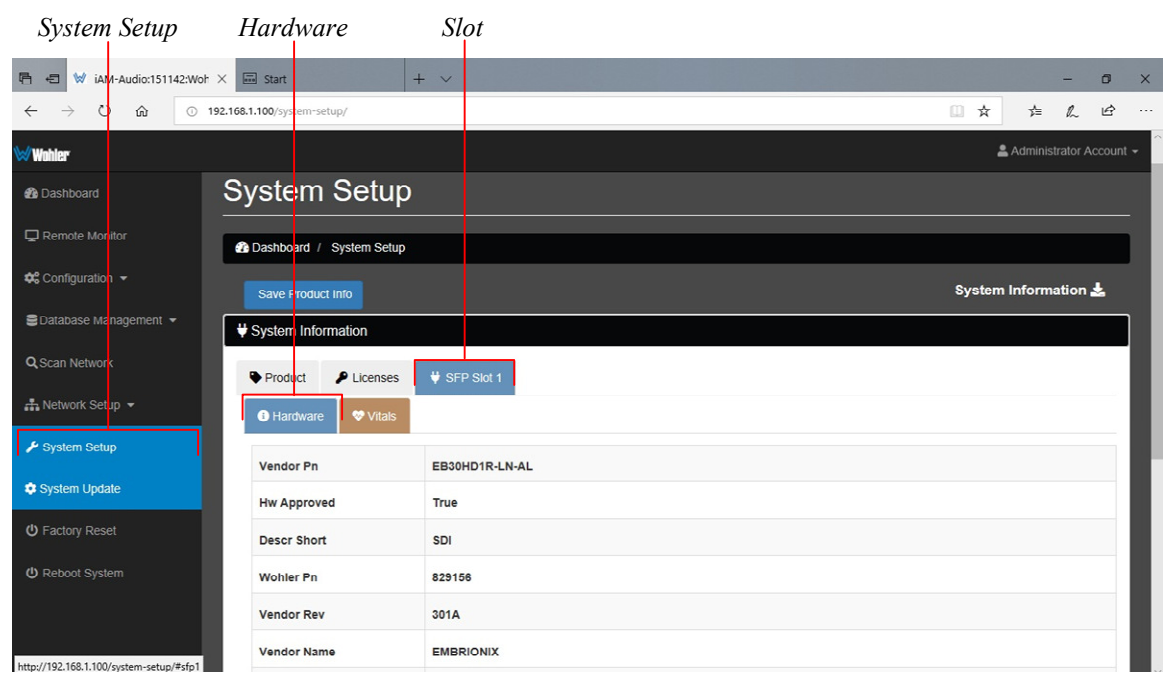 System Setup Hardware Slot
iAM-Audio:151142:Woh Start
192.168.1.100/system-setup/
Wohler Administrator Account
Dashboard
Remote Monitor
Configuration
Database Management
Scan Network
Network Setup
System Setup
System Update
Factory Reset
Reboot System
System Setup
Dashboard / System Setup
Save Product Info System Information
System Information
Product Licenses SFP Slot 1
Hardware Vitals
Vendor Pn EB30HD1R-LN-AL
Hw Approved True
Descr Short SDI
Wohler Pn 829156
Vendor Rev 301A
Vendor Name EMBRIONIX
http://192.168.1.100/system-setup/#sfp1